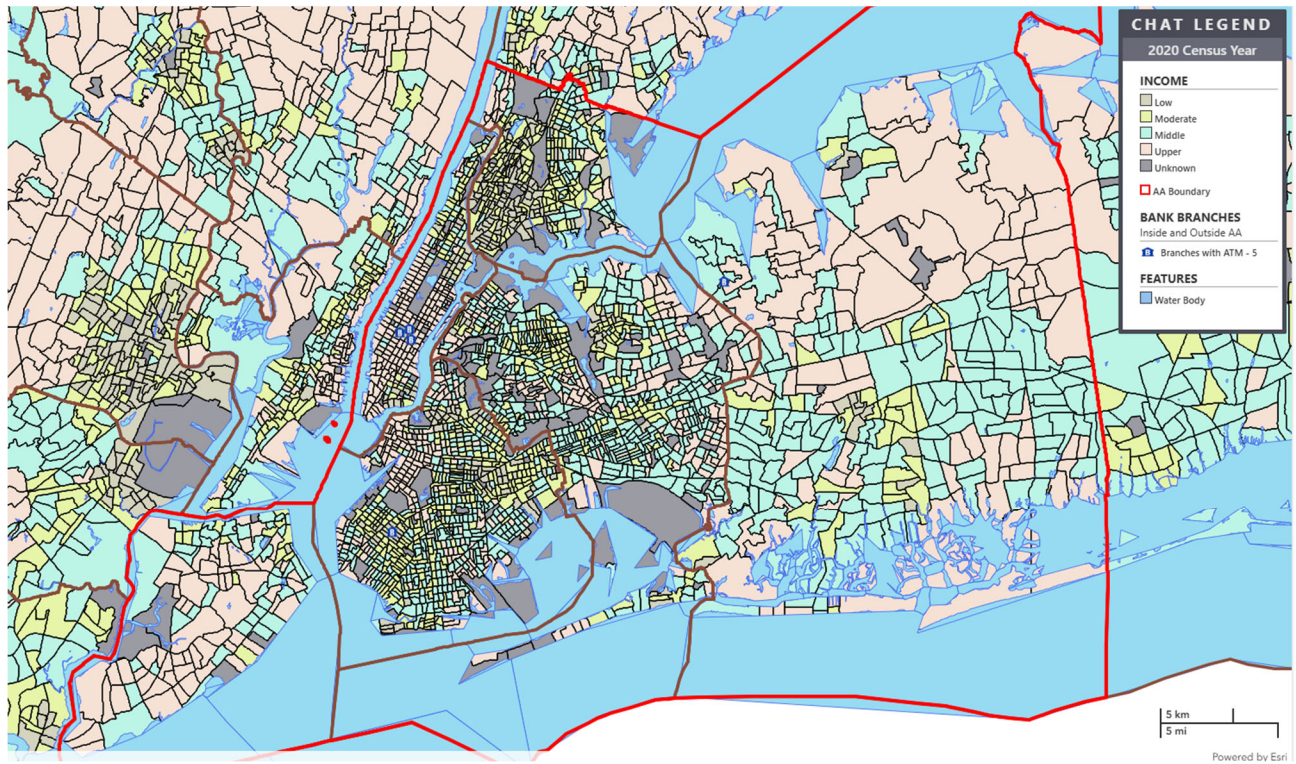 CHAT LEGEND
2020 Census Year
INCOME
Low
Moderate
Middle
Upper
Unknown
AA Boundary
BANK BRANCHES
Inside and Outside AA
Branches with ATM - 5
FEATURES
Water Body
5 km
5 mi
Powered by Esri